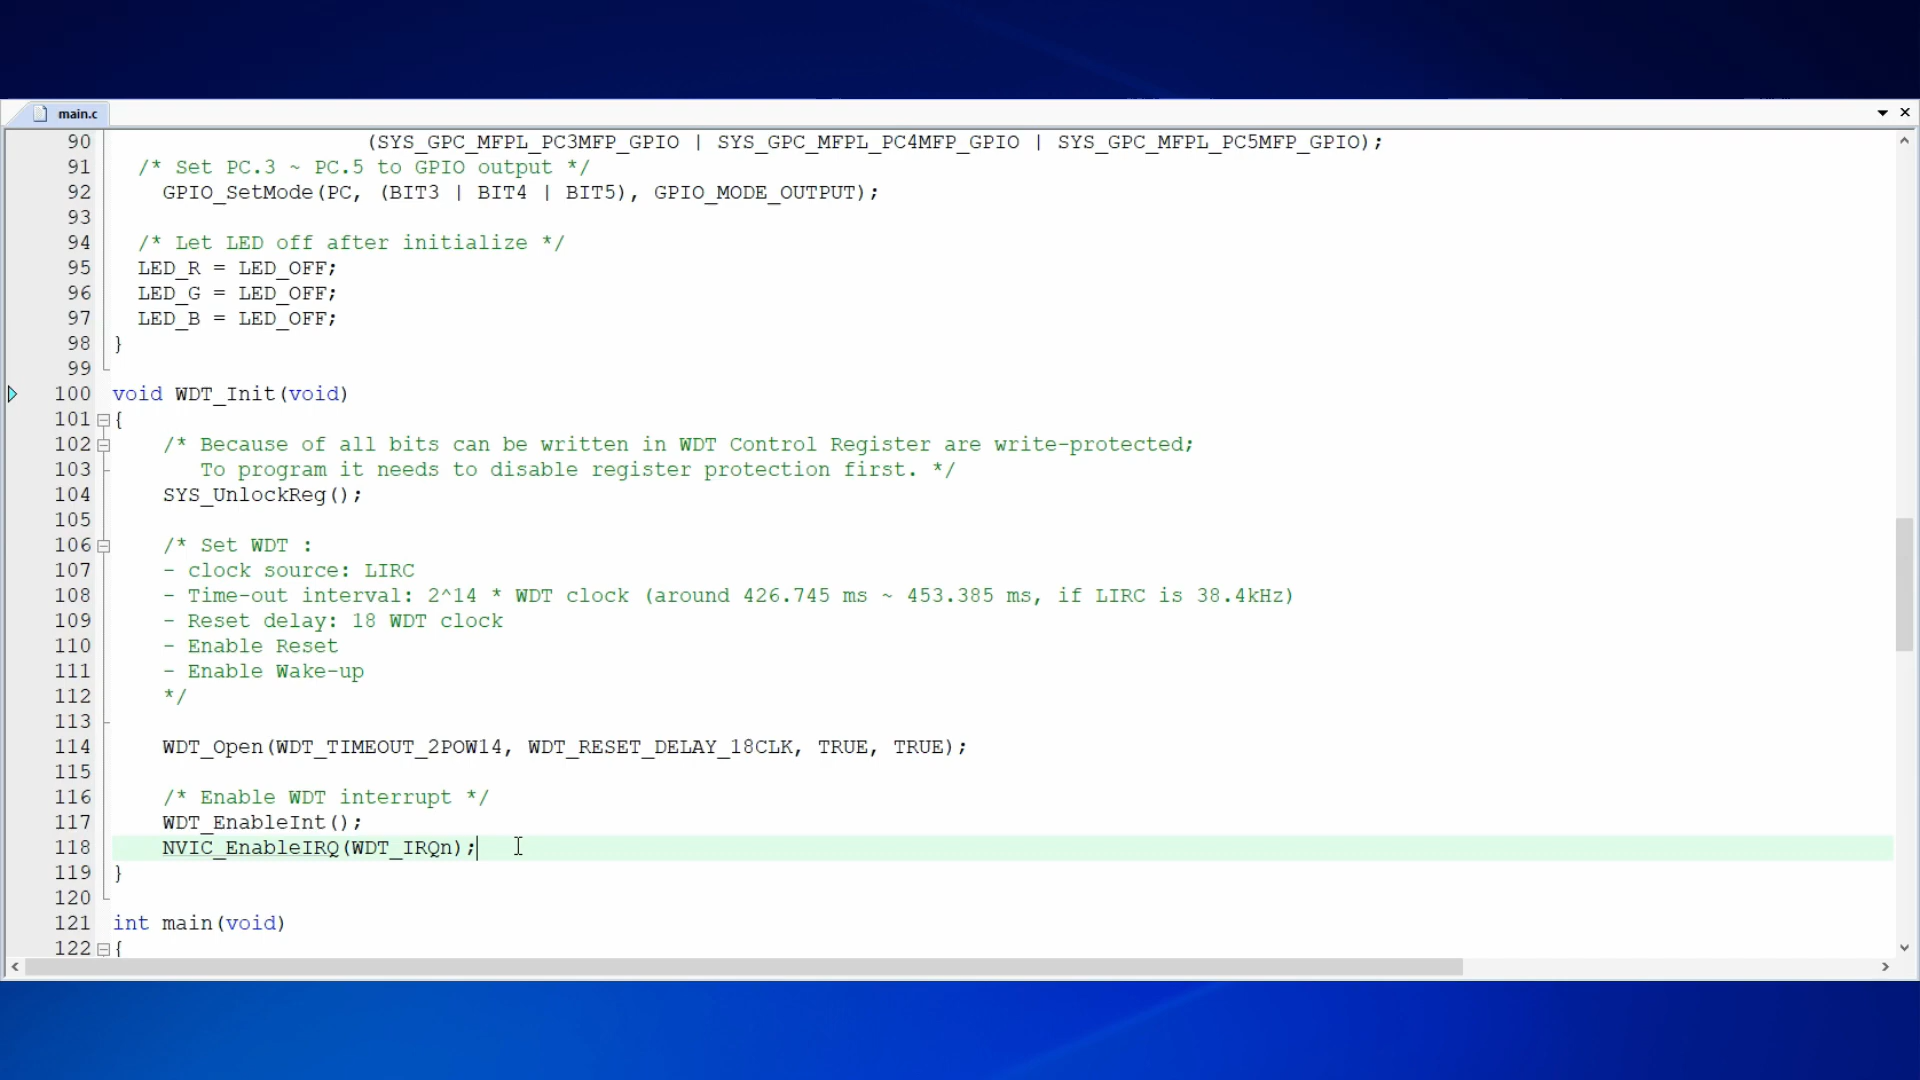 main.c
90 (SYS_GPC_MFPL_PC3MFP_GPIO | SYS_GPC_MFPL_PC4MFP_GPIO | SYS_GPC_MFPL_PC5MFP_GPIO);
91 /* Set PC.3 ~ PC.5 to GPIO output */
92 GPIO_SetMode(PC, (BIT3 | BIT4 | BIT5), GPIO_MODE_OUTPUT);
93
94 /* Let LED off after initialize */
95 LED_R = LED_OFF;
96 LED_G = LED_OFF;
97 LED_B = LED_OFF;
98 }
99
100 void WDT_Init(void)
101 {
102 /* Because of all bits can be written in WDT Control Register are write-protected;
103 To program it needs to disable register protection first. */
104 SYS_UnlockReg();
105
106 /* Set WDT :
107 - clock source: LIRC
108 - Time-out interval: 2^14 * WDT clock (around 426.745 ms ~ 453.385 ms, if LIRC is 38.4kHz)
109 - Reset delay: 18 WDT clock
110 - Enable Reset
111 - Enable Wake-up
112 */
113
114 WDT_Open(WDT_TIMEOUT_2POW14, WDT_RESET_DELAY_18CLK, TRUE, TRUE);
115
116 /* Enable WDT interrupt */
117 WDT_EnableInt();
118 NVIC_EnableIRQ(WDT_IRQn);
119 }
120
121 int main(void)
122 {